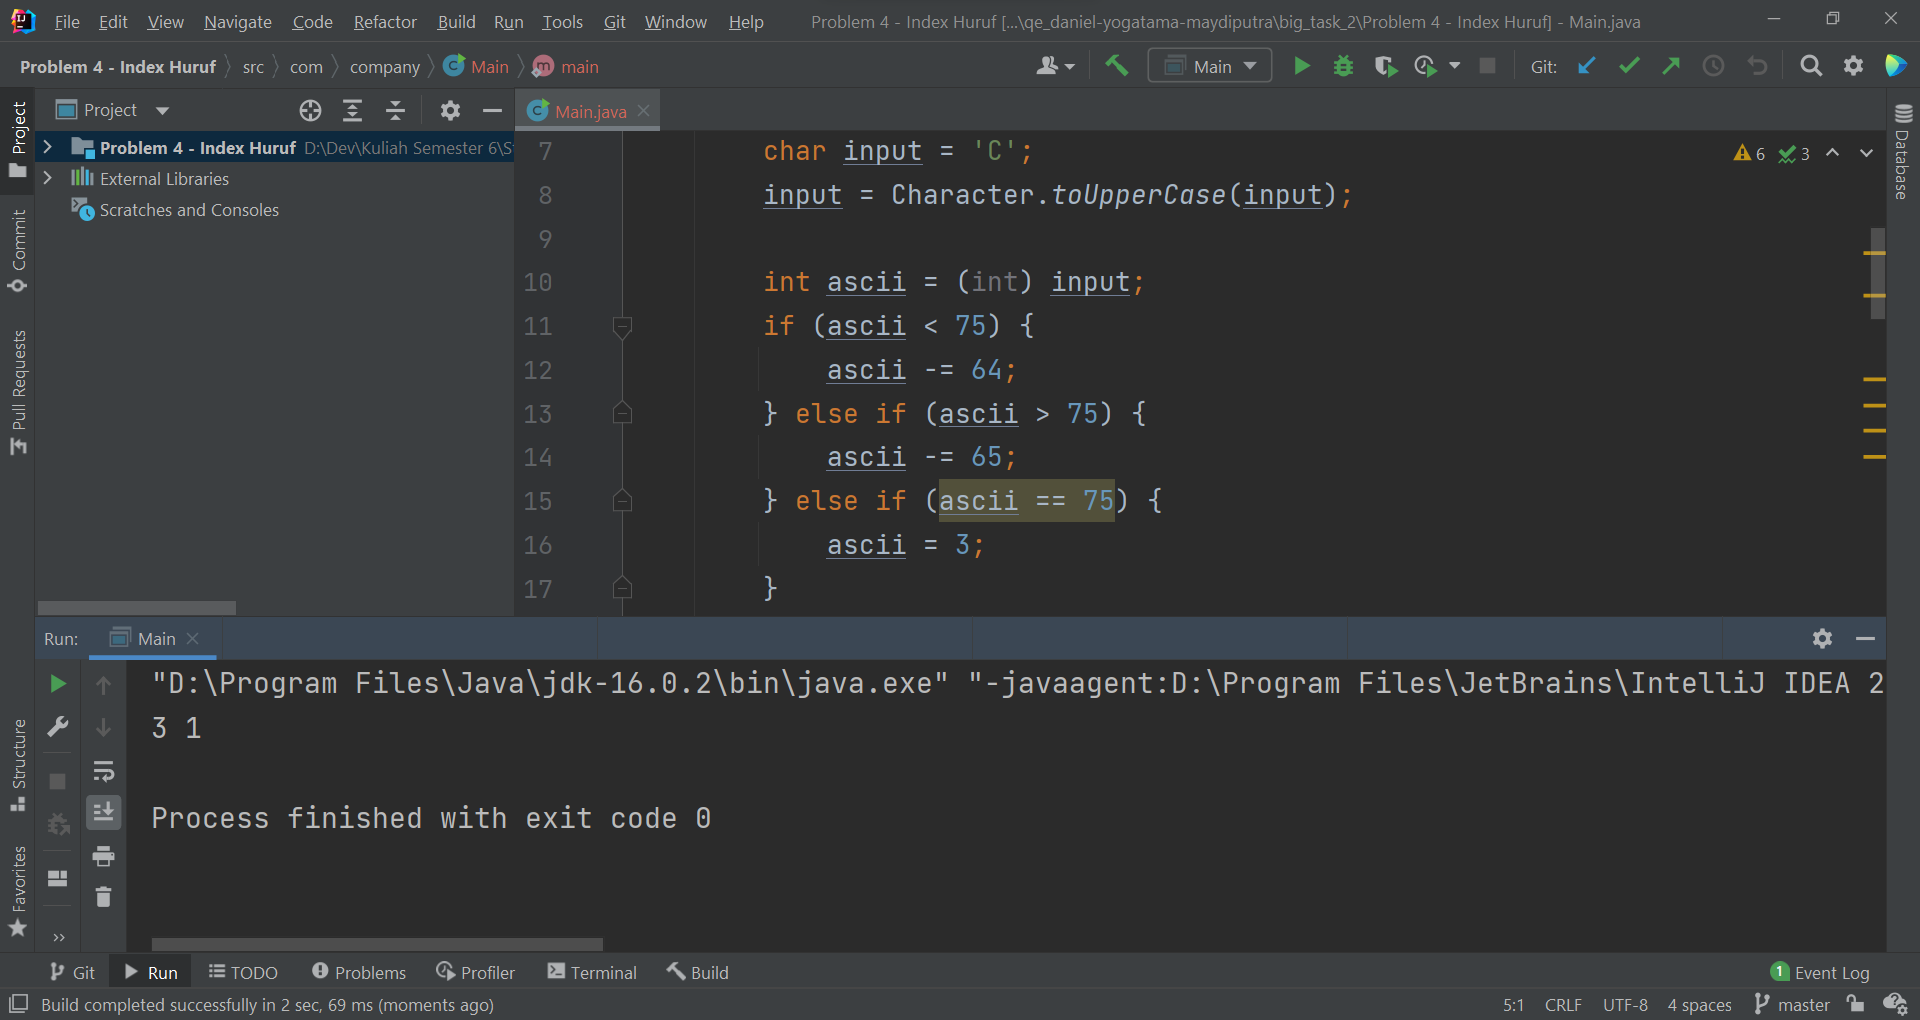 File Edit View Navigate Code Refactor Build Run Tools Git Window Help Problem 4 - Index Huruf [...\qe_daniel-yogatama-maydiputra\big_task_2\Problem 4 - Index Huruf] - Main.java
Problem 4 - Index Huruf src com company Main main Main Git:
Project
Main.java
Problem 4 - Index Huruf D:\Dev\Kuliah Semester 6\S
External Libraries
Scratches and Consoles
Project
Commit
Pull Requests
Structure
Favorites
Database
6 3
7 char input = 'C';
8 input = Character.toUpperCase(input);
9
10 int ascii = (int) input;
11 if (ascii < 75) {
12 ascii -= 64;
13 } else if (ascii > 75) {
14 ascii -= 65;
15 } else if (ascii == 75) {
16 ascii = 3;
17 }
Run: Main
"D:\Program Files\Java\jdk-16.0.2\bin\java.exe" "-javaagent:D:\Program Files\JetBrains\IntelliJ IDEA 2
3 1
Process finished with exit code 0
Git Run TODO Problems Profiler Terminal Build 1 Event Log
Build completed successfully in 2 sec, 69 ms (moments ago) 5:1 CRLF UTF-8 4 spaces master